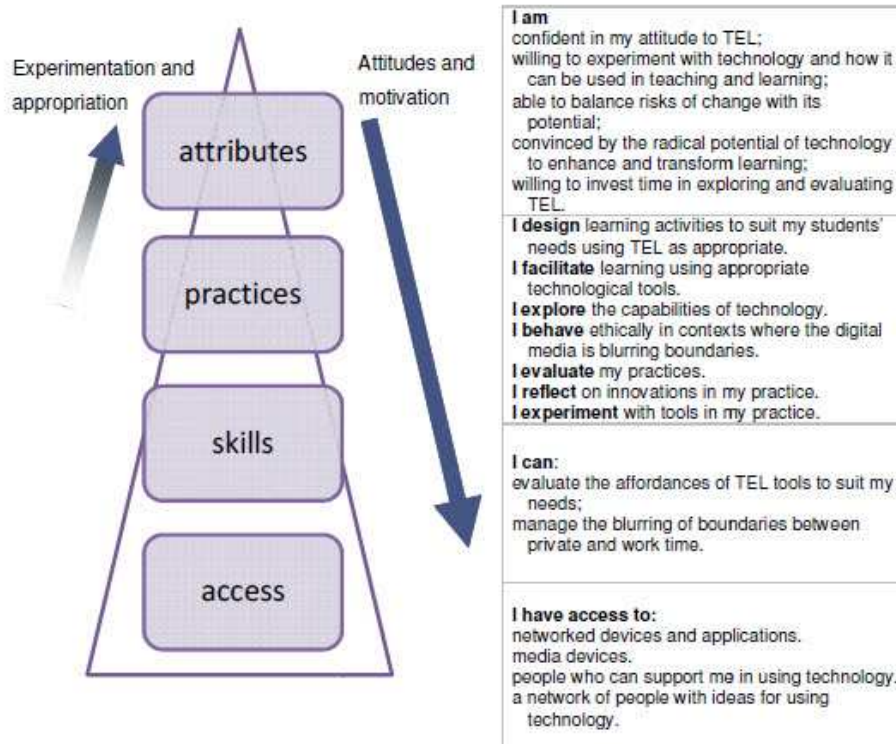 Experimentation and
appropriation
Attitudes and
motivation
attributes
practices
skills
access
I am
confident in my attitude to TEL;
willing to experiment with technology and how it
can be used in teaching and learning;
able to balance risks of change with its
potential;
convinced by the radical potential of technology
to enhance and transform learning;
willing to invest time in exploring and evaluating
TEL.
I design learning activities to suit my students'
needs using TEL as appropriate.
I facilitate learning using appropriate
technological tools.
I explore the capabilities of technology.
I behave ethically in contexts where the digital
media is blurring boundaries.
I evaluate my practices.
I reflect on innovations in my practice.
I experiment with tools in my practice.
I can:
evaluate the affordances of TEL tools to suit my
needs;
manage the blurring of boundaries between
private and work time.
I have access to:
networked devices and applications.
media devices.
people who can support me in using technology.
a network of people with ideas for using
technology.